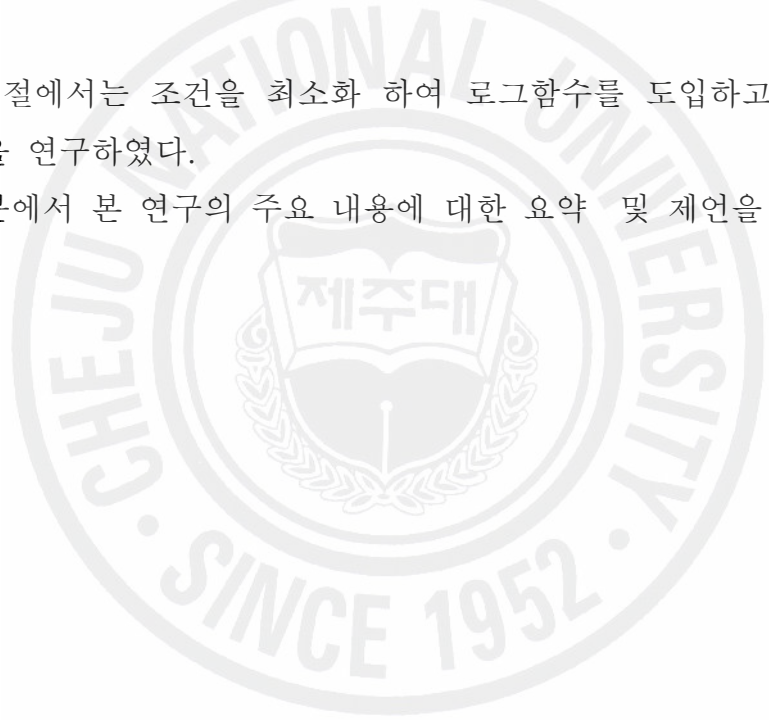 절에서는 조건을 최소화 하여 로그함수를 도입하고
을 연구하였다.
문에서 본 연구의 주요 내용에 대한 요약 및 제언을
CHEJU NATIONAL UNIVERSITY
제주대
SINCE 1952